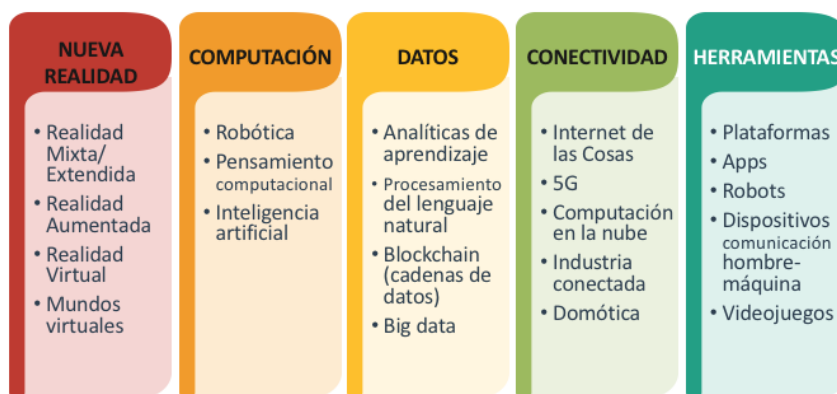 NUEVA
REALIDAD
• Realidad
Mixta/
Extendida
• Realidad
Aumentada
• Realidad
Virtual
• Mundos
virtuales
COMPUTACIÓN
• Robótica
• Pensamiento
computacional
• Inteligencia
artificial
DATOS
• Analíticas de
aprendizaje
• Procesamiento
del lenguaje
natural
• Blockchain
(cadenas de
datos)
• Big data
CONECTIVIDAD
• Internet de
las Cosas
• 5G
• Computación
en la nube
• Industria
conectada
• Domótica
HERRAMIENTAS
• Plataformas
• Apps
• Robots
• Dispositivos
comunicación
hombre-
máquina
• Videojuegos